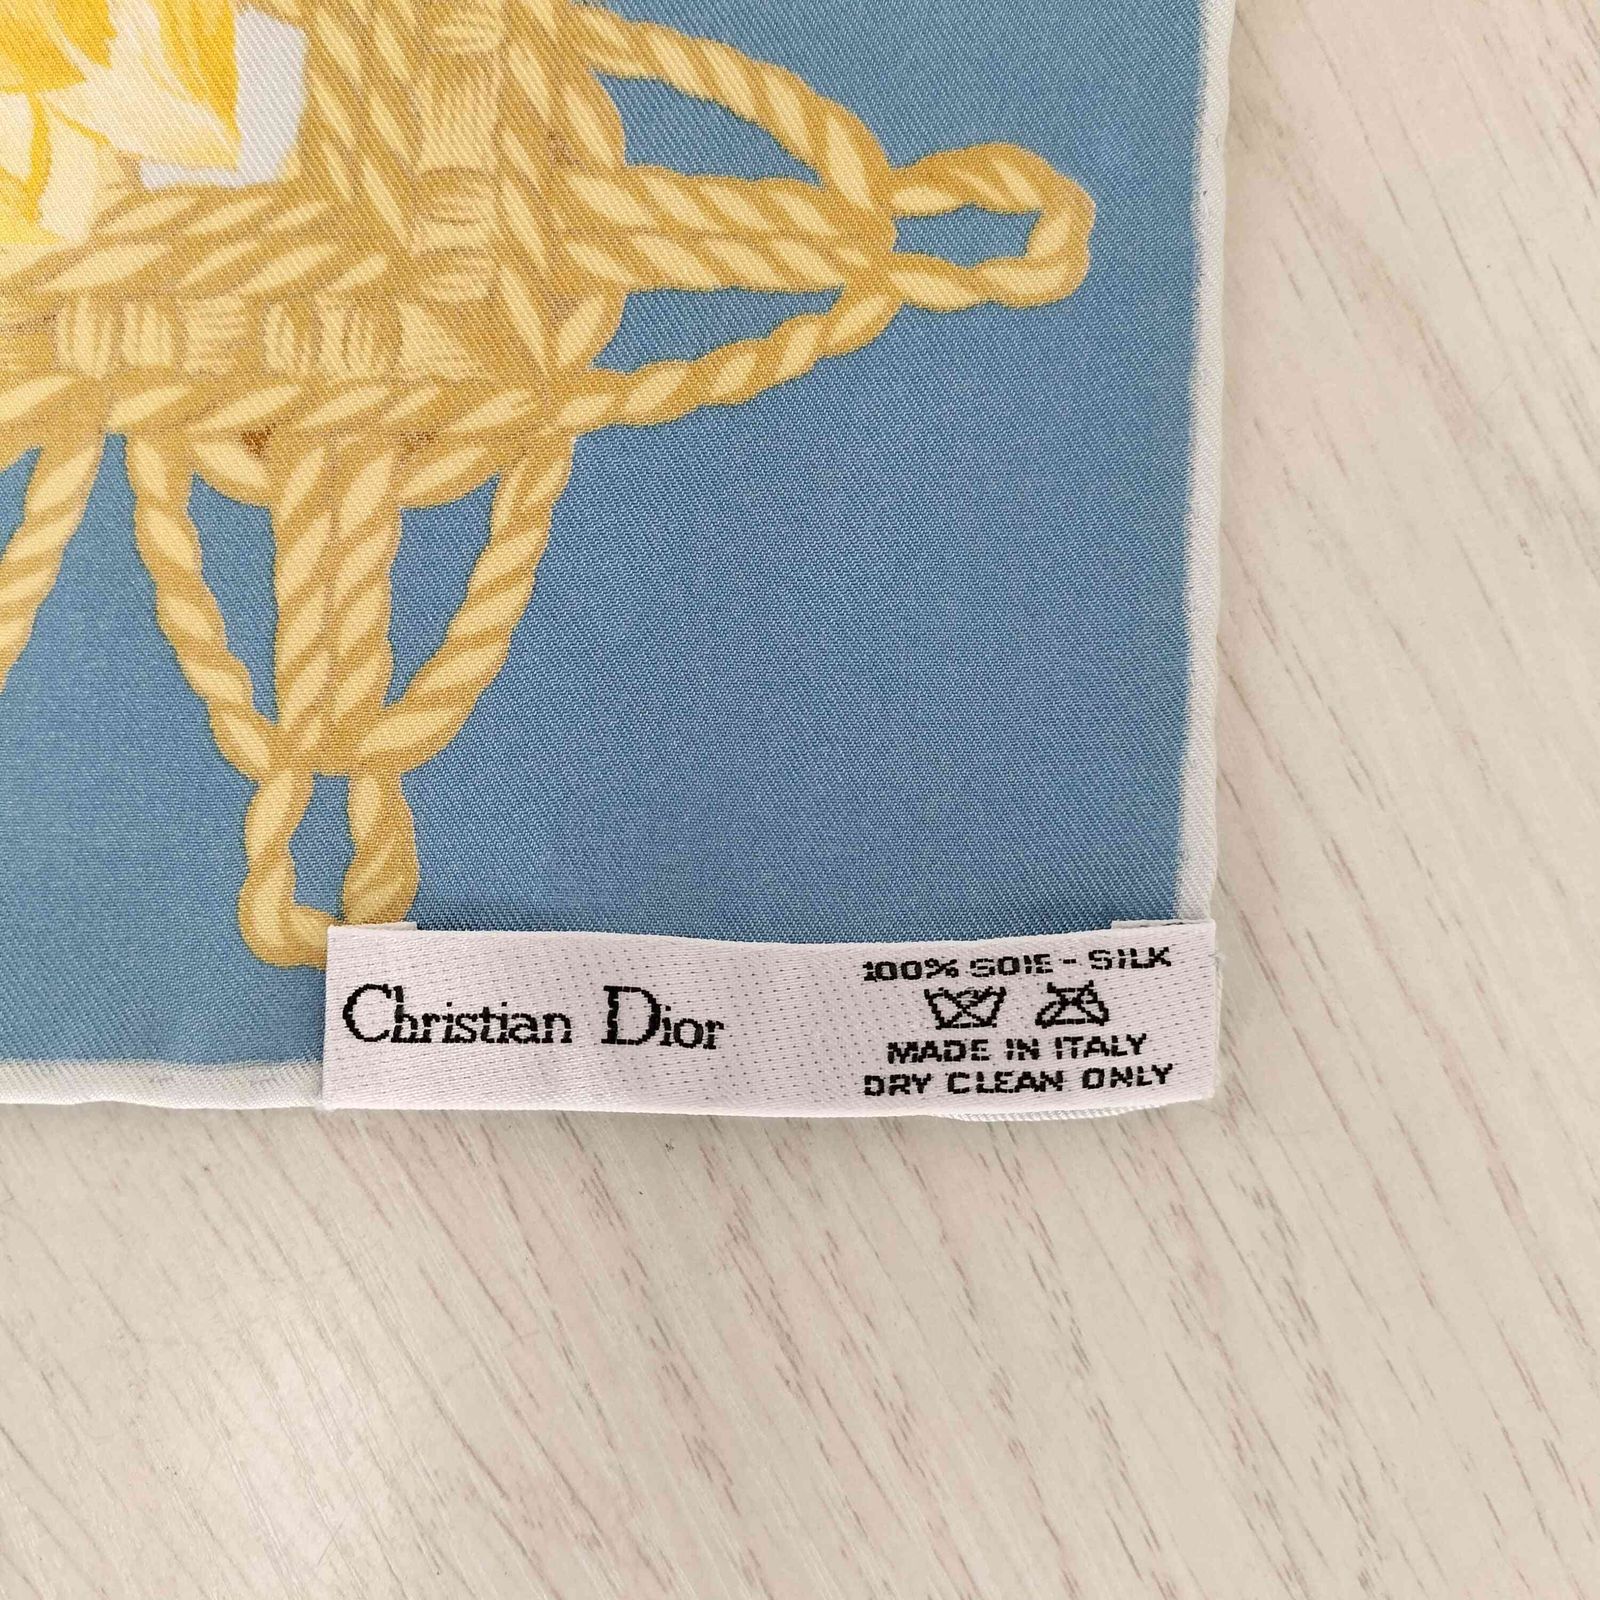 Christian Dior
100% SOIE - SILK
MADE IN ITALY
DRY CLEAN ONLY